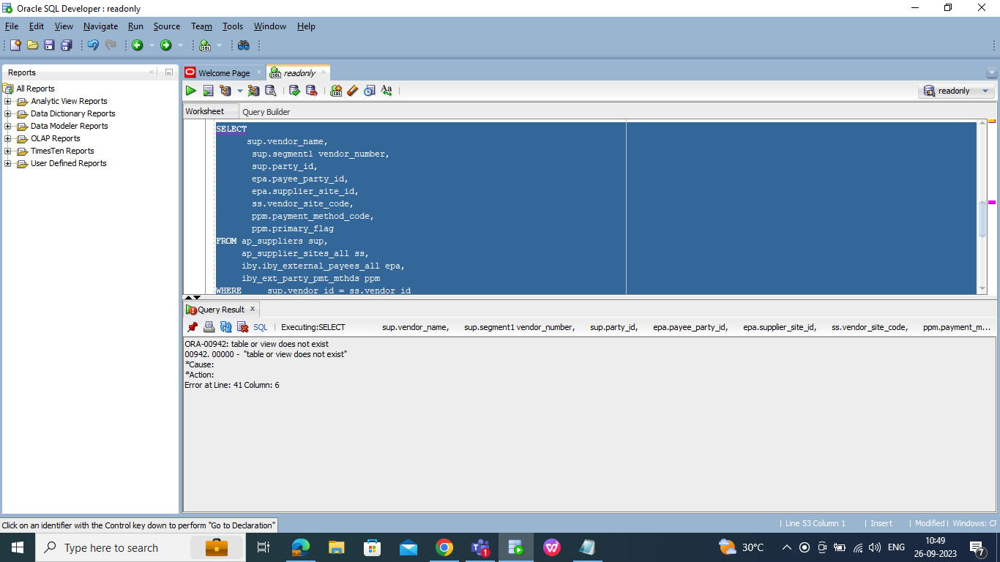 Oracle SQL Developer : readonly
File Edit View Navigate Run Source Team Tools Window Help
Reports
All Reports
Analytic View Reports
Data Dictionary Reports
Data Modeler Reports
OLAP Reports
TimesTen Reports
User Defined Reports
Welcome Page
readonly
readonly
Worksheet Query Builder
SELECT
sup.vendor_name,
sup.segment1 vendor_number,
sup.party_id,
epa.payee_party_id,
epa.supplier_site_id,
ss.vendor_site_code,
ppm.payment_method_code,
ppm.primary_flag
FROM ap_suppliers sup,
ap_supplier_sites_all ss,
iby.iby_external_payees_all epa,
iby_ext_party_pmt_mthds ppm
WHERE sup.vendor_id = ss.vendor_id
Query Result
SQL | Executing:SELECT sup.vendor_name, sup.segment1 vendor_number, sup.party_id, epa.payee_party_id, epa.supplier_site_id, ss.vendor_site_code, ppm.payment_m...
ORA-00942: table or view does not exist
00942. 00000 - "table or view does not exist"
*Cause:
*Action:
Error at Line: 41 Column: 6
Click on an identifier with the Control key down to perform "Go to Declaration"
| Line 53 Column 1 | Insert | Modified | Windows: CF
Type here to search
1
30°C
ENG
10:49
26-09-2023
7